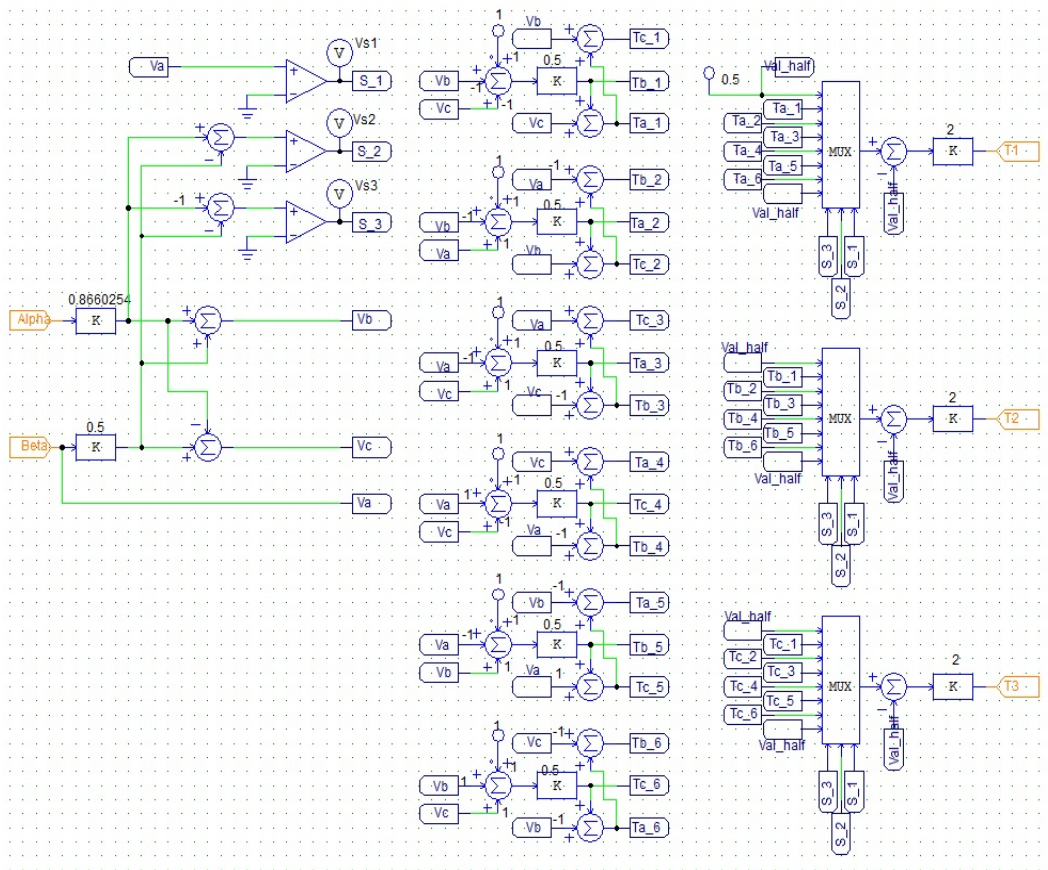 Va
V
Vs1
S_1
V
Vs2
S_2
-1
V
Vs3
S_3
Alpha
0.8660254
K
Vb
Beta
0.5
K
Vc
Va
1
Vb
Tc_1
Vb
-1
1
0.5
K
Tb_1
Vc
-1
Vc
Ta_1
1
-1
Va
Tb_2
Vb
-1
1
0.5
K
Ta_2
Va
1
Vb
Tc_2
1
Va
Tc_3
Va
-1
1
0.5
K
Ta_3
Vc
1
Vc
-1
Tb_3
1
Vc
Ta_4
Va
1
1
0.5
K
Tc_4
Vc
-1
Va
-1
Tb_4
1
-1
Vb
Ta_5
Va
-1
1
0.5
K
Tb_5
Vb
1
Va
1
Tc_5
1
Vc
-1
Tb_6
Vb
1
1
0.5
K
Tc_6
Vc
1
Vb
-1
Ta_6
0.5
Val_half
Ta_1
Ta_2
Ta_3
Ta_4
Ta_5
Ta_6
Val_half
MUX
S_3
S_2
S_1
Val_half
2
K
T1
Val_half
Tb_1
Tb_2
Tb_3
Tb_4
Tb_5
Tb_6
Val_half
MUX
S_3
S_2
S_1
Val_half
2
K
T2
Val_half
Tc_1
Tc_2
Tc_3
Tc_4
Tc_5
Tc_6
Val_half
MUX
S_3
S_2
S_1
Val_half
2
K
T3